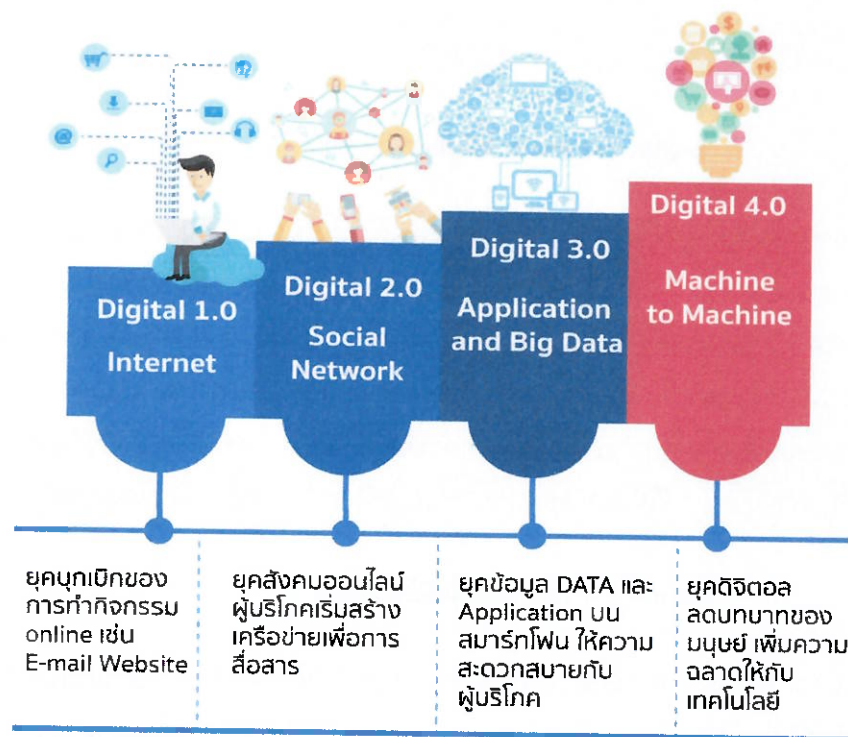 Digital 1.0
Internet
Digital 2.0
Social
Network
Digital 3.0
Application
and Big Data
Digital 4.0
Machine
to Machine
ยุคบุกเบิกของ
การทำกิจกรรม
online เช่น
E-mail Website
ยุคสังคมออนไลน์
ผู้บริโภคเริ่มสร้าง
เครือข่ายเพื่อการ
สื่อสาร
ยุคข้อมูล DATA และ
Application บน
สมาร์ทโฟน ให้ความ
สะดวกสบายกับ
ผู้บริโภค
ยุคดิจิตอล
ลดบทบาทของ
มนุษย์ เพิ่มความ
ฉลาดให้กับ
เทคโนโลยี